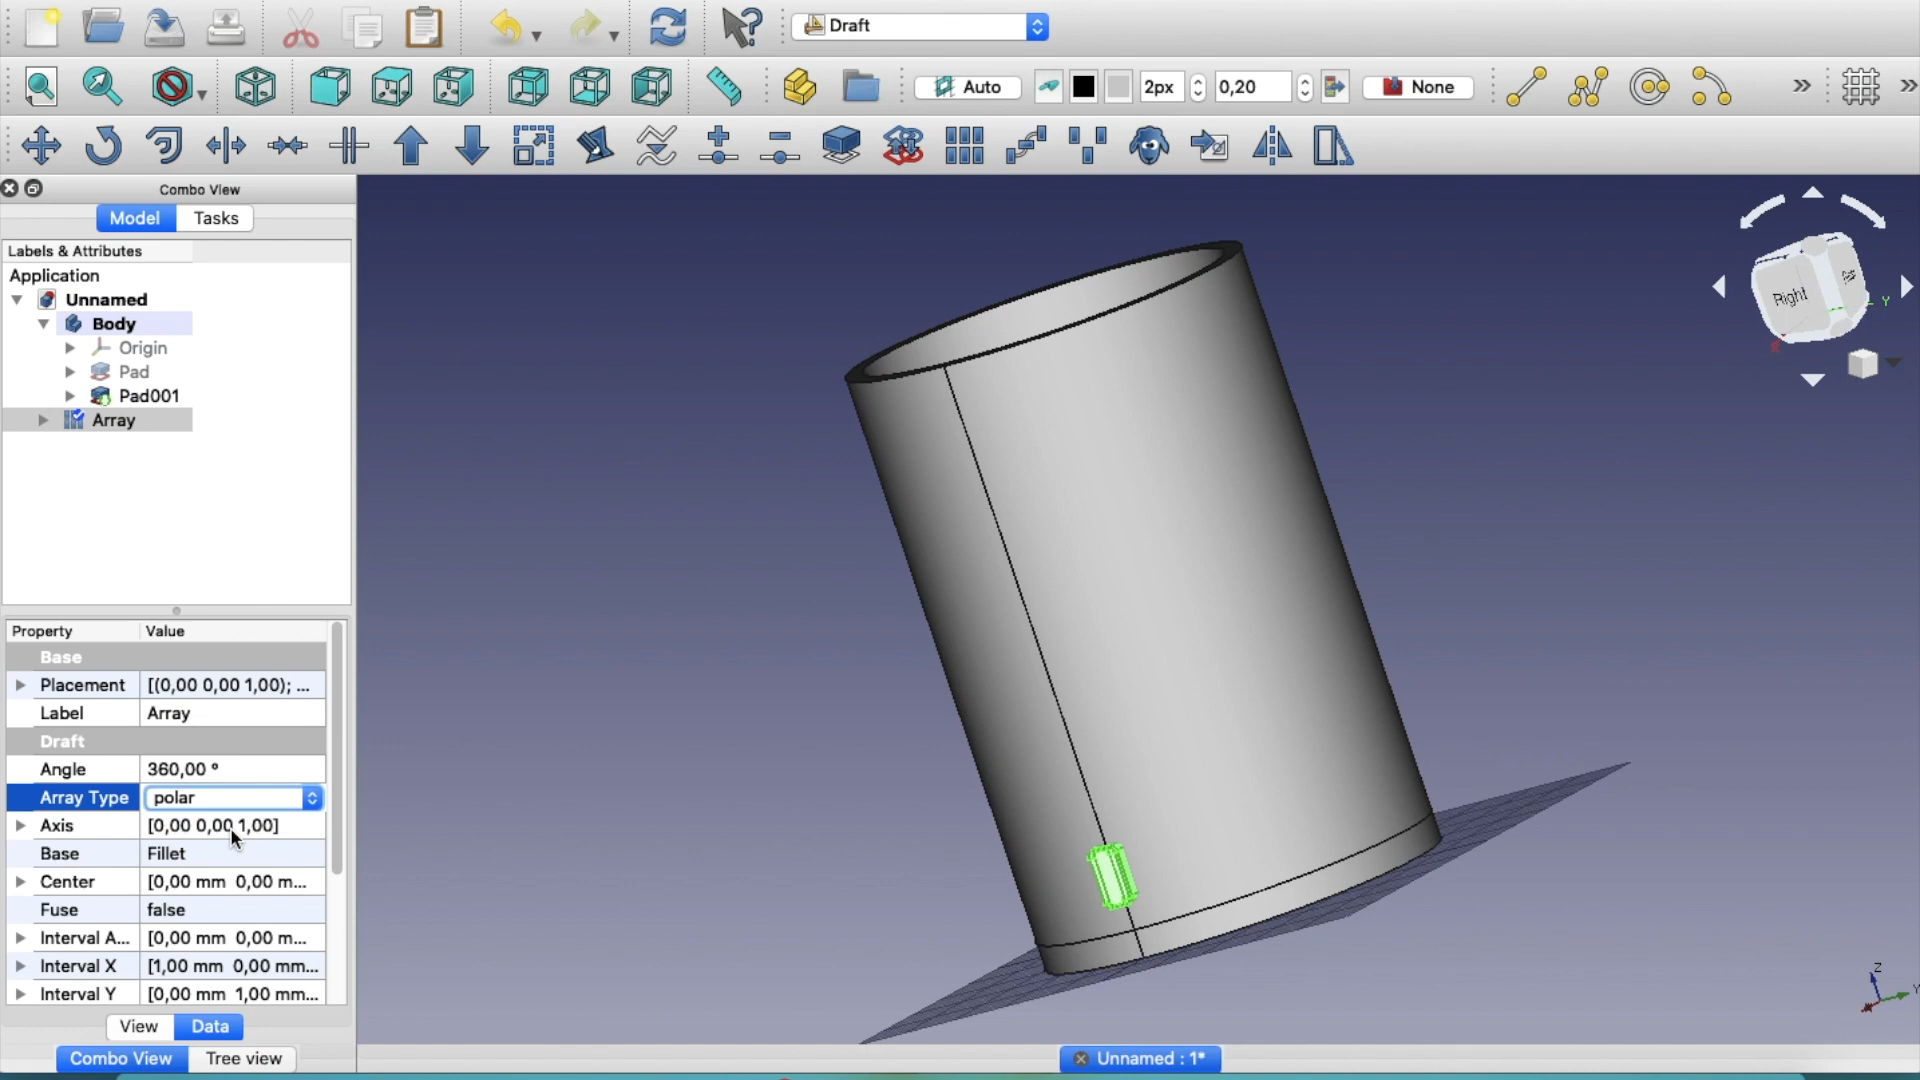 Draft
Auto
2px
0,20
None
Combo View
Model
Tasks
Labels & Attributes
Application
Unnamed
Body
Origin
Pad
Pad001
Array
Property Value
Base
Placement [(0,00 0,00 1,00); ...
Label Array
Draft
Angle 360,00 °
Array Type polar
Axis [0,00 0,00 1,00]
Base Fillet
Center [0,00 mm 0,00 m...
Fuse false
Interval A... [0,00 mm 0,00 m...
Interval X [1,00 mm 0,00 mm...
Interval Y [0,00 mm 1,00 mm...
View
Data
Combo View
Tree view
Right
Y
X
Z
Y
Unnamed : 1*